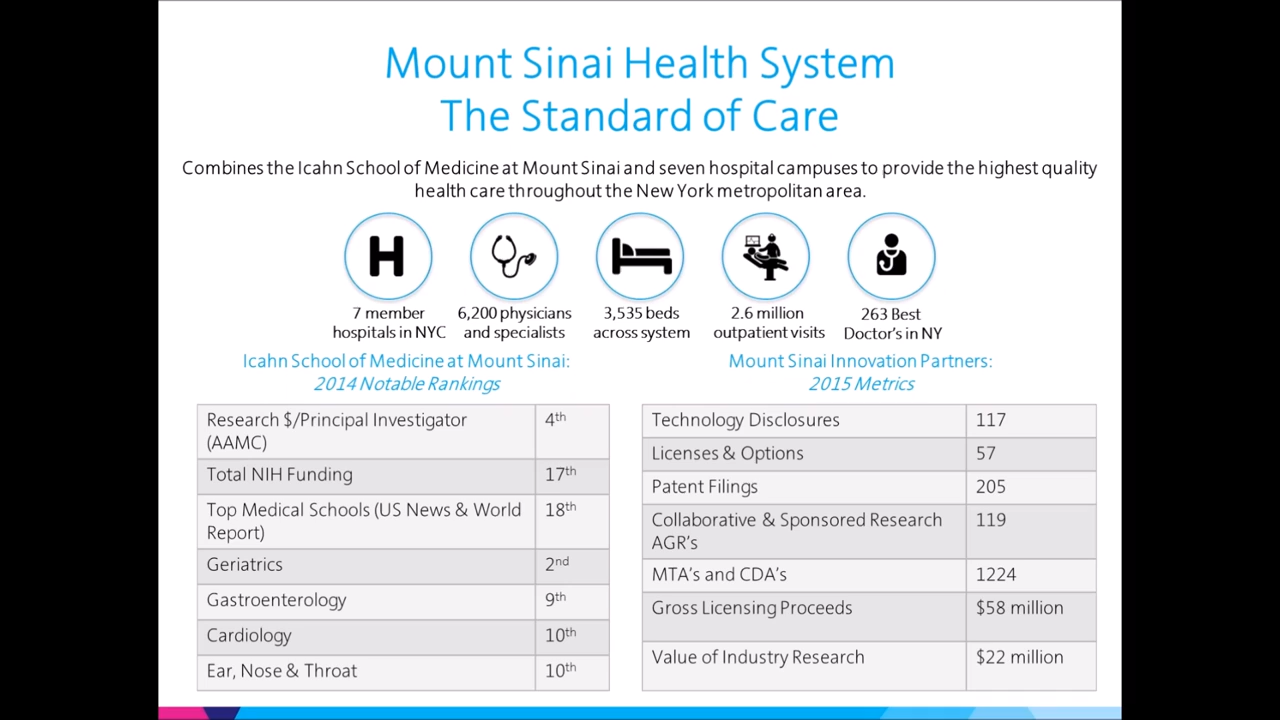 Mount Sinai Health System
The Standard of Care
Combines the Icahn School of Medicine at Mount Sinai and seven hospital campuses to provide the highest quality
health care throughout the New York metropolitan area.
H
7 member
hospitals in NYC
6,200 physicians
and specialists
3,535 beds
across system
2.6 million
outpatient visits
263 Best
Doctor's in NY
Icahn School of Medicine at Mount Sinai:
2014 Notable Rankings
Research $/Principal Investigator
(AAMC)
4th
Total NIH Funding
17th
Top Medical Schools (US News & World
Report)
18th
Geriatrics
2nd
Gastroenterology
9th
Cardiology
10th
Ear, Nose & Throat
10th
Mount Sinai Innovation Partners:
2015 Metrics
Technology Disclosures
117
Licenses & Options
57
Patent Filings
205
Collaborative & Sponsored Research
AGR's
119
MTA's and CDA's
1224
Gross Licensing Proceeds
$58 million
Value of Industry Research
$22 million